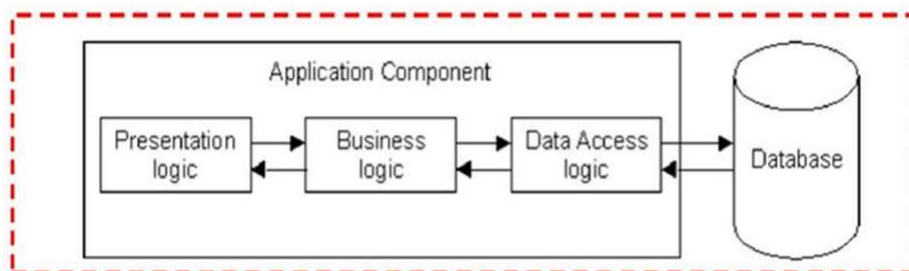 Application Component
Presentation
logic
Business
logic
Data Access
logic
Database